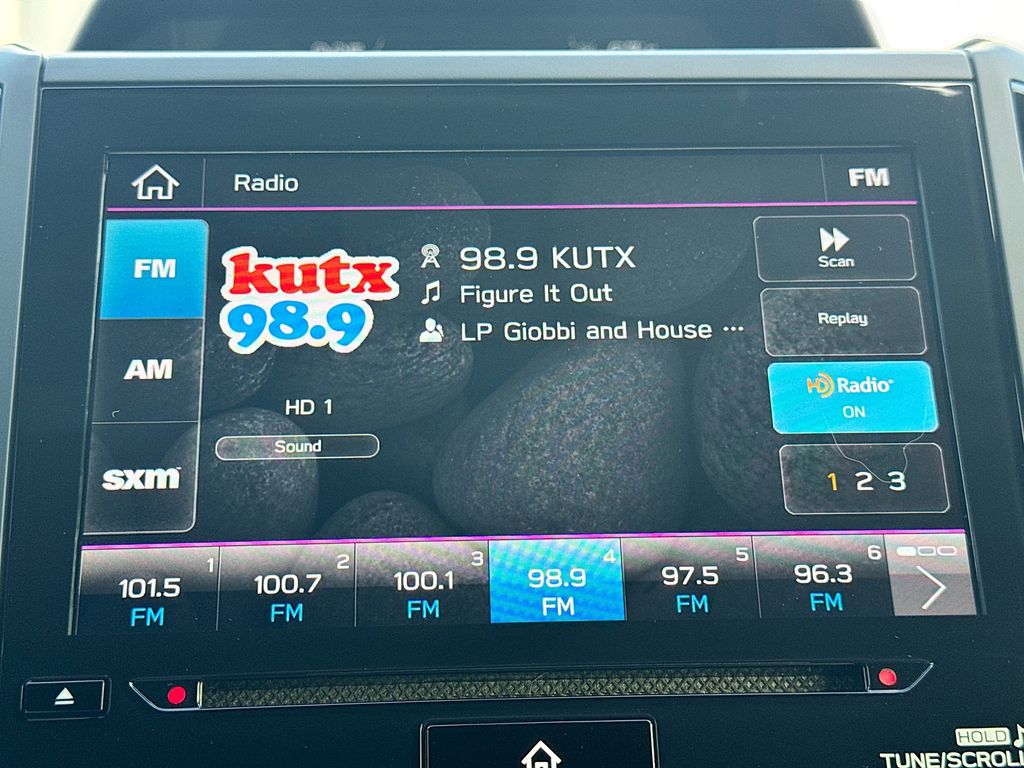 Radio
FM
FM
AM
sxm
kutx
98.9
98.9 KUTX
Figure It Out
LP Giobbi and House ...
HD 1
Sound
Scan
Replay
HD Radio
ON
1 2 3
1
101.5
FM
2
100.7
FM
3
100.1
FM
4
98.9
FM
5
97.5
FM
6
96.3
FM
HOLD
TUNE/SCROLL